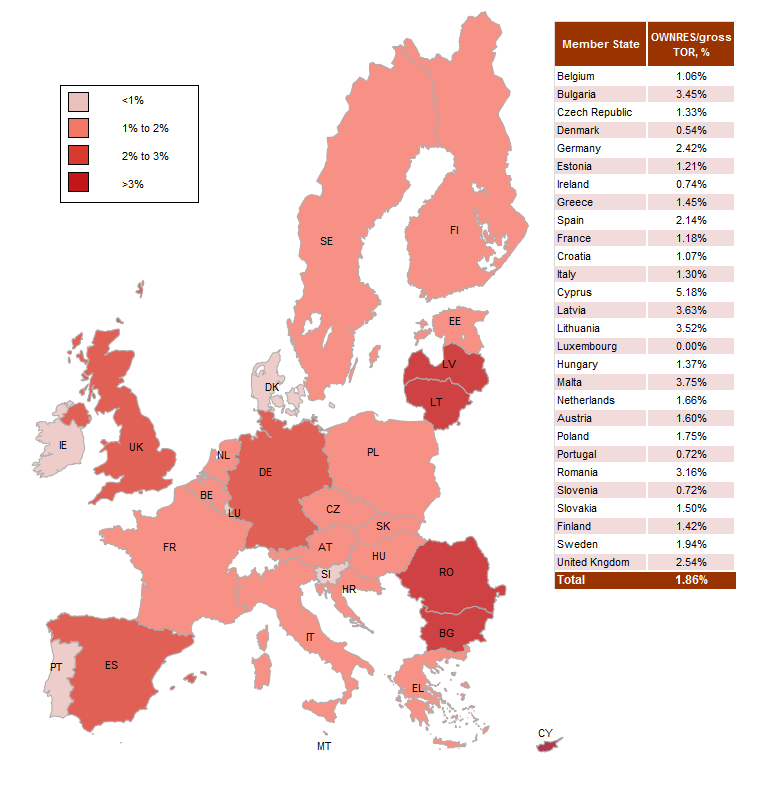 <1%
1% to 2%
2% to 3%
>3%
SE
FI
EE
LV
LT
DK
IE
UK
NL
DE
PL
BE
LU
CZ
SK
FR
AT
HU
SI
HR
RO
BG
IT
PT
ES
EL
MT
CY
Member State OWNRES/gross
TOR, %
Belgium 1.06%
Bulgaria 3.45%
Czech Republic 1.33%
Denmark 0.54%
Germany 2.42%
Estonia 1.21%
Ireland 0.74%
Greece 1.45%
Spain 2.14%
France 1.18%
Croatia 1.07%
Italy 1.30%
Cyprus 5.18%
Latvia 3.63%
Lithuania 3.52%
Luxembourg 0.00%
Hungary 1.37%
Malta 3.75%
Netherlands 1.66%
Austria 1.60%
Poland 1.75%
Portugal 0.72%
Romania 3.16%
Slovenia 0.72%
Slovakia 1.50%
Finland 1.42%
Sweden 1.94%
United Kngdom 2.54%
Total 1.86%